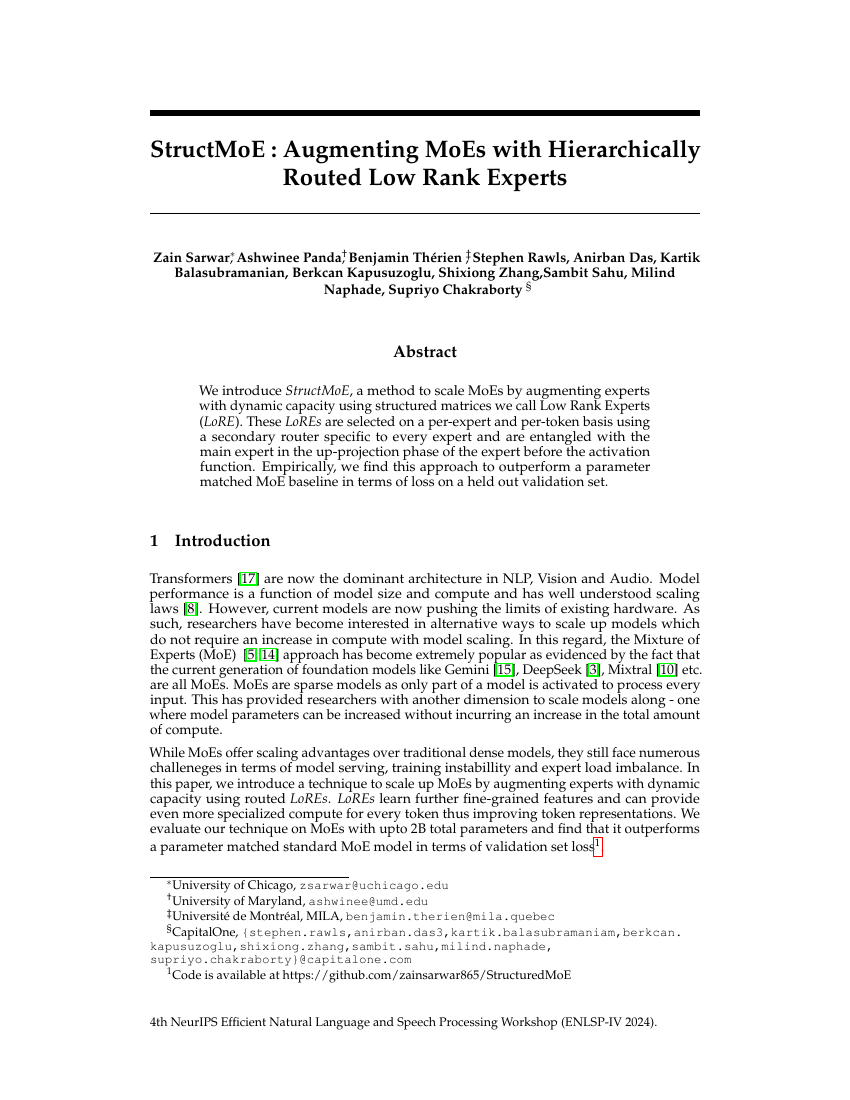 StructMoE : Augmenting MoEs with Hierarchically
Routed Low Rank Experts
Zain Sarwar,* Ashwinee Panda,† Benjamin Thérien ,‡ Stephen Rawls, Anirban Das, Kartik
Balasubramanian, Berkcan Kapusuzoglu, Shixiong Zhang,Sambit Sahu, Milind
Naphade, Supriyo Chakraborty §
Abstract
We introduce StructMoE, a method to scale MoEs by augmenting experts
with dynamic capacity using structured matrices we call Low Rank Experts
(LoRE). These LoREs are selected on a per-expert and per-token basis using
a secondary router specific to every expert and are entangled with the
main expert in the up-projection phase of the expert before the activation
function. Empirically, we find this approach to outperform a parameter
matched MoE baseline in terms of loss on a held out validation set.
1 Introduction
Transformers [17] are now the dominant architecture in NLP, Vision and Audio. Model
performance is a function of model size and compute and has well understood scaling
laws [8]. However, current models are now pushing the limits of existing hardware. As
such, researchers have become interested in alternative ways to scale up models which
do not require an increase in compute with model scaling. In this regard, the Mixture of
Experts (MoE) [5, 14] approach has become extremely popular as evidenced by the fact that
the current generation of foundation models like Gemini [15], DeepSeek [3], Mixtral [10] etc.
are all MoEs. MoEs are sparse models as only part of a model is activated to process every
input. This has provided researchers with another dimension to scale models along - one
where model parameters can be increased without incurring an increase in the total amount
of compute.
While MoEs offer scaling advantages over traditional dense models, they still face numerous
challeneges in terms of model serving, training instabillity and expert load imbalance. In
this paper, we introduce a technique to scale up MoEs by augmenting experts with dynamic
capacity using routed LoREs. LoREs learn further fine-grained features and can provide
even more specialized compute for every token thus improving token representations. We
evaluate our technique on MoEs with upto 2B total parameters and find that it outperforms
a parameter matched standard MoE model in terms of validation set loss1.
*University of Chicago, zsarwar@uchicago.edu
†University of Maryland, ashwinee@umd.edu
‡Université de Montréal, MILA, benjamin.therien@mila.quebec
§CapitalOne, {stephen.rawls,anirban.das3,kartik.balasubramaniam,berkcan.
kapusuzoglu,shixiong.zhang,sambit.sahu,milind.naphade,
supriyo.chakraborty}@capitalone.com
1Code is available at https://github.com/zainsarwar865/StructuredMoE
4th NeurIPS Efficient Natural Language and Speech Processing Workshop (ENLSP-IV 2024).